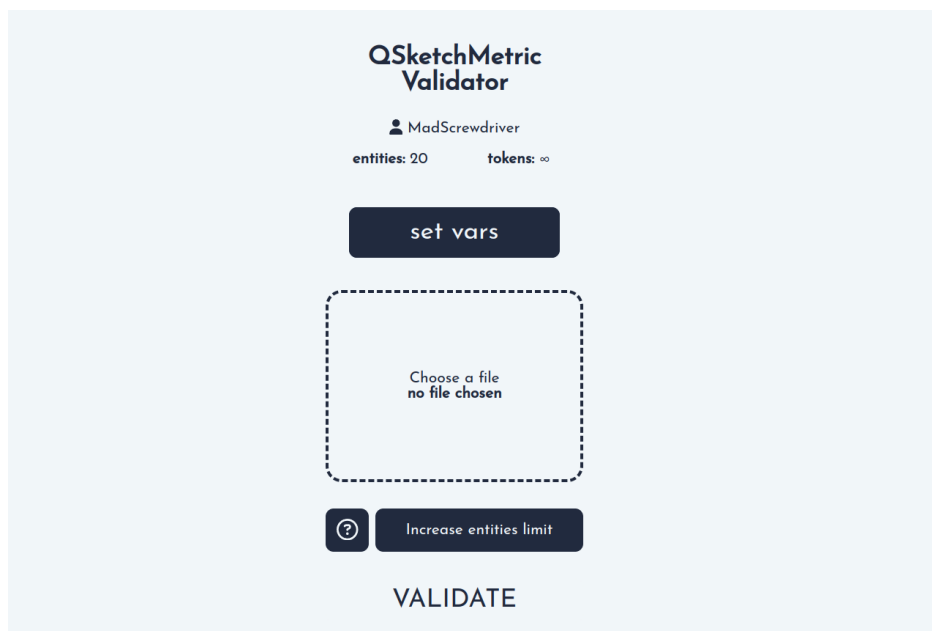 QSketchMetric
Validator
MadScrewdriver
entities: 20 tokens: ∞
set vars
Choose a file
no file chosen
? Increase entities limit
VALIDATE